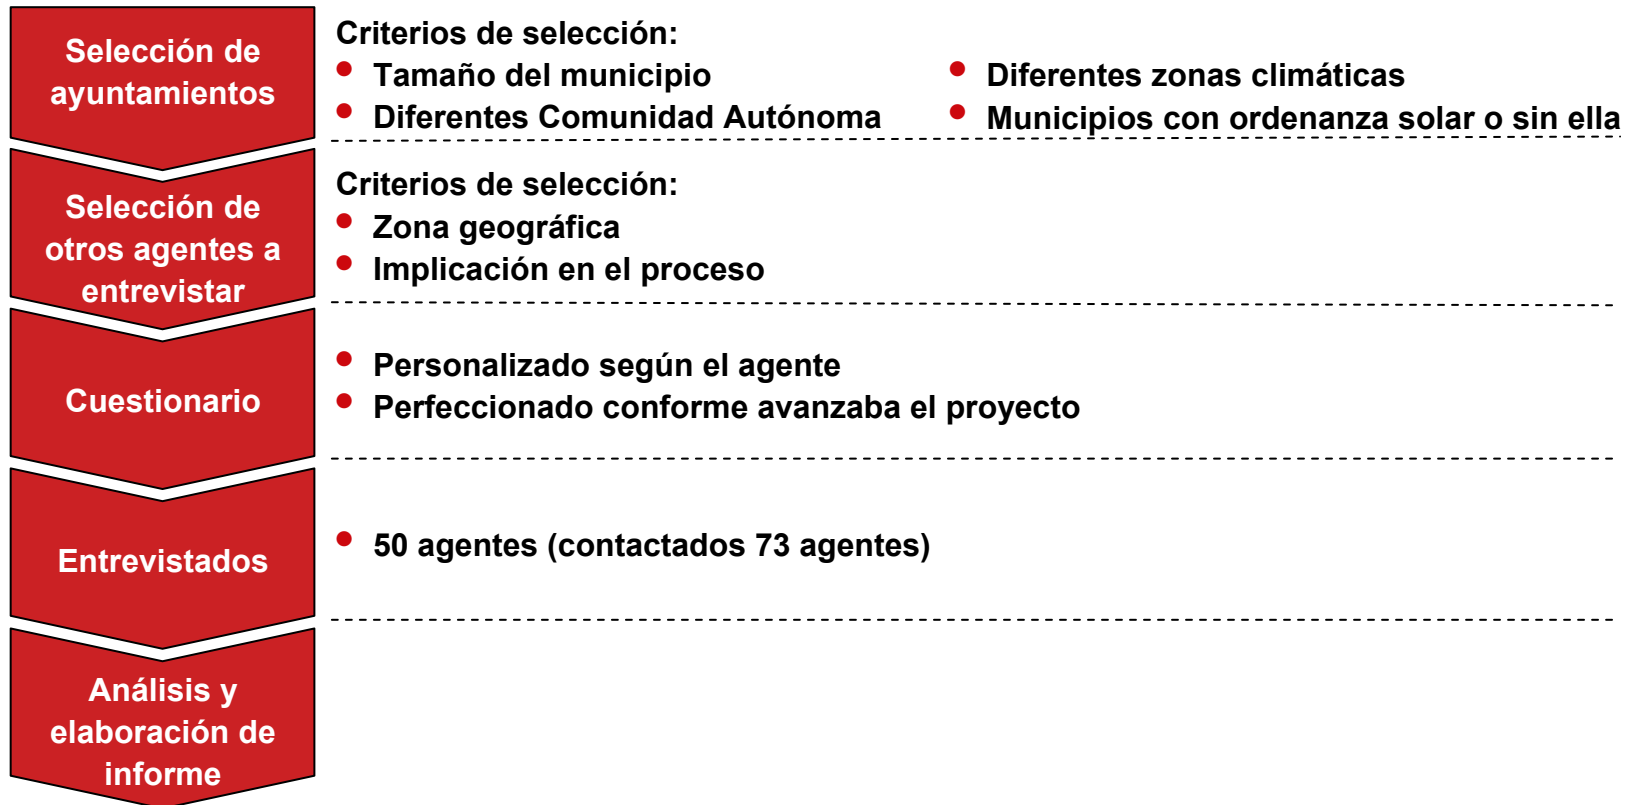 Selección de
ayuntamientos
Criterios de selección:
• Tamaño del municipio
• Diferentes Comunidad Autónoma
• Diferentes zonas climáticas
• Municipios con ordenanza solar o sin ella
Selección de
otros agentes a
entrevistar
Criterios de selección:
• Zona geográfica
• Implicación en el proceso
Cuestionario
• Personalizado según el agente
• Perfeccionado conforme avanzaba el proyecto
Entrevistados
• 50 agentes (contactados 73 agentes)
Análisis y
elaboración de
informe